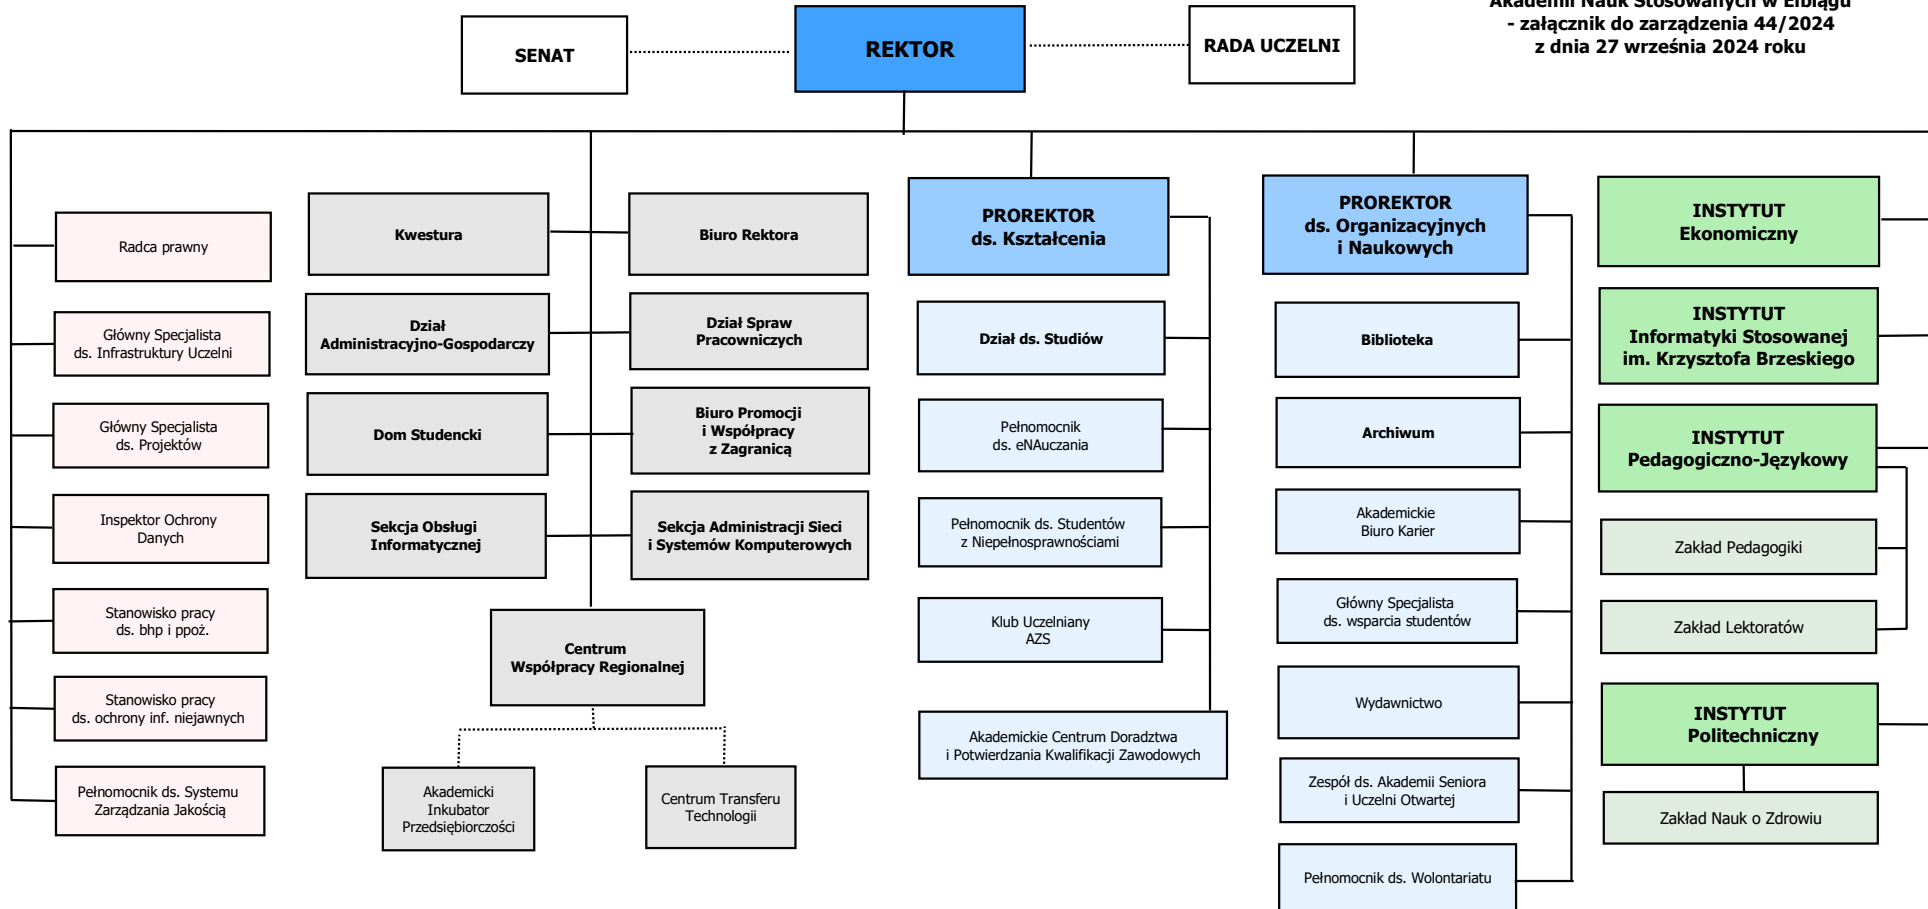 Akademii Nauk Stosowanych w Elblągu
- załącznik do zarządzenia 44/2024
z dnia 27 września 2024 roku
SENAT
REKTOR
RADA UCZELNI
Radca prawny
Główny Specjalista
ds. Infrastruktury Uczelni
Główny Specjalista
ds. Projektów
Inspektor Ochrony
Danych
Stanowisko pracy
ds. bhp i ppoż.
Stanowisko pracy
ds. ochrony inf. niejawnych
Pełnomocnik ds. Systemu
Zarządzania Jakością
Kwestura
Biuro Rektora
Dział
Administracyjno-Gospodarczy
Dział Spraw
Pracowniczych
Dom Studencki
Biuro Promocji
i Współpracy
z Zagranicą
Sekcja Obsługi
Informatycznej
Sekcja Administracji Sieci
i Systemów Komputerowych
Centrum
Współpracy Regionalnej
Akademicki
Inkubator
Przedsiębiorczości
Centrum Transferu
Technologii
PROREKTOR
ds. Kształcenia
Dział ds. Studiów
Pełnomocnik
ds. eNAuczania
Pełnomocnik ds. Studentów
z Niepełnosprawnościami
Klub Uczelniany
AZS
Akademickie Centrum Doradztwa
i Potwierdzania Kwalifikacji Zawodowych
PROREKTOR
ds. Organizacyjnych
i Naukowych
Biblioteka
Archiwum
Akademickie
Biuro Karier
Główny Specjalista
ds. wsparcia studentów
Wydawnictwo
Zespół ds. Akademii Seniora
i Uczelni Otwartej
Pełnomocnik ds. Wolontariatu
INSTYTUT
Ekonomiczny
INSTYTUT
Informatyki Stosowanej
im. Krzysztofa Brzeskiego
INSTYTUT
Pedagogiczno-Językowy
Zakład Pedagogiki
Zakład Lektoratów
INSTYTUT
Politechniczny
Zakład Nauk o Zdrowiu